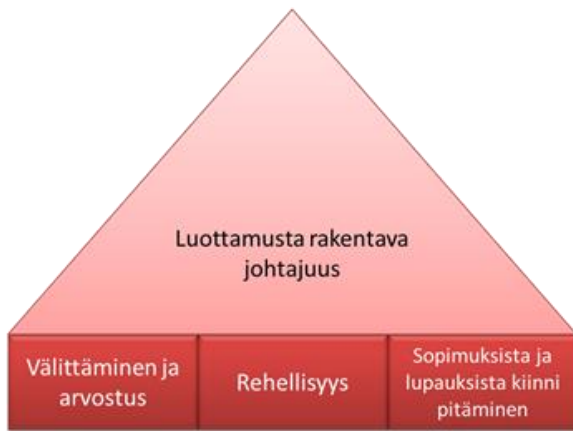 Luottamusta rakentava
johtajuus
Välittäminen ja
arvostus
Rehellisyys
Sopimuksista ja
lupauksista kiinni
pitäminen